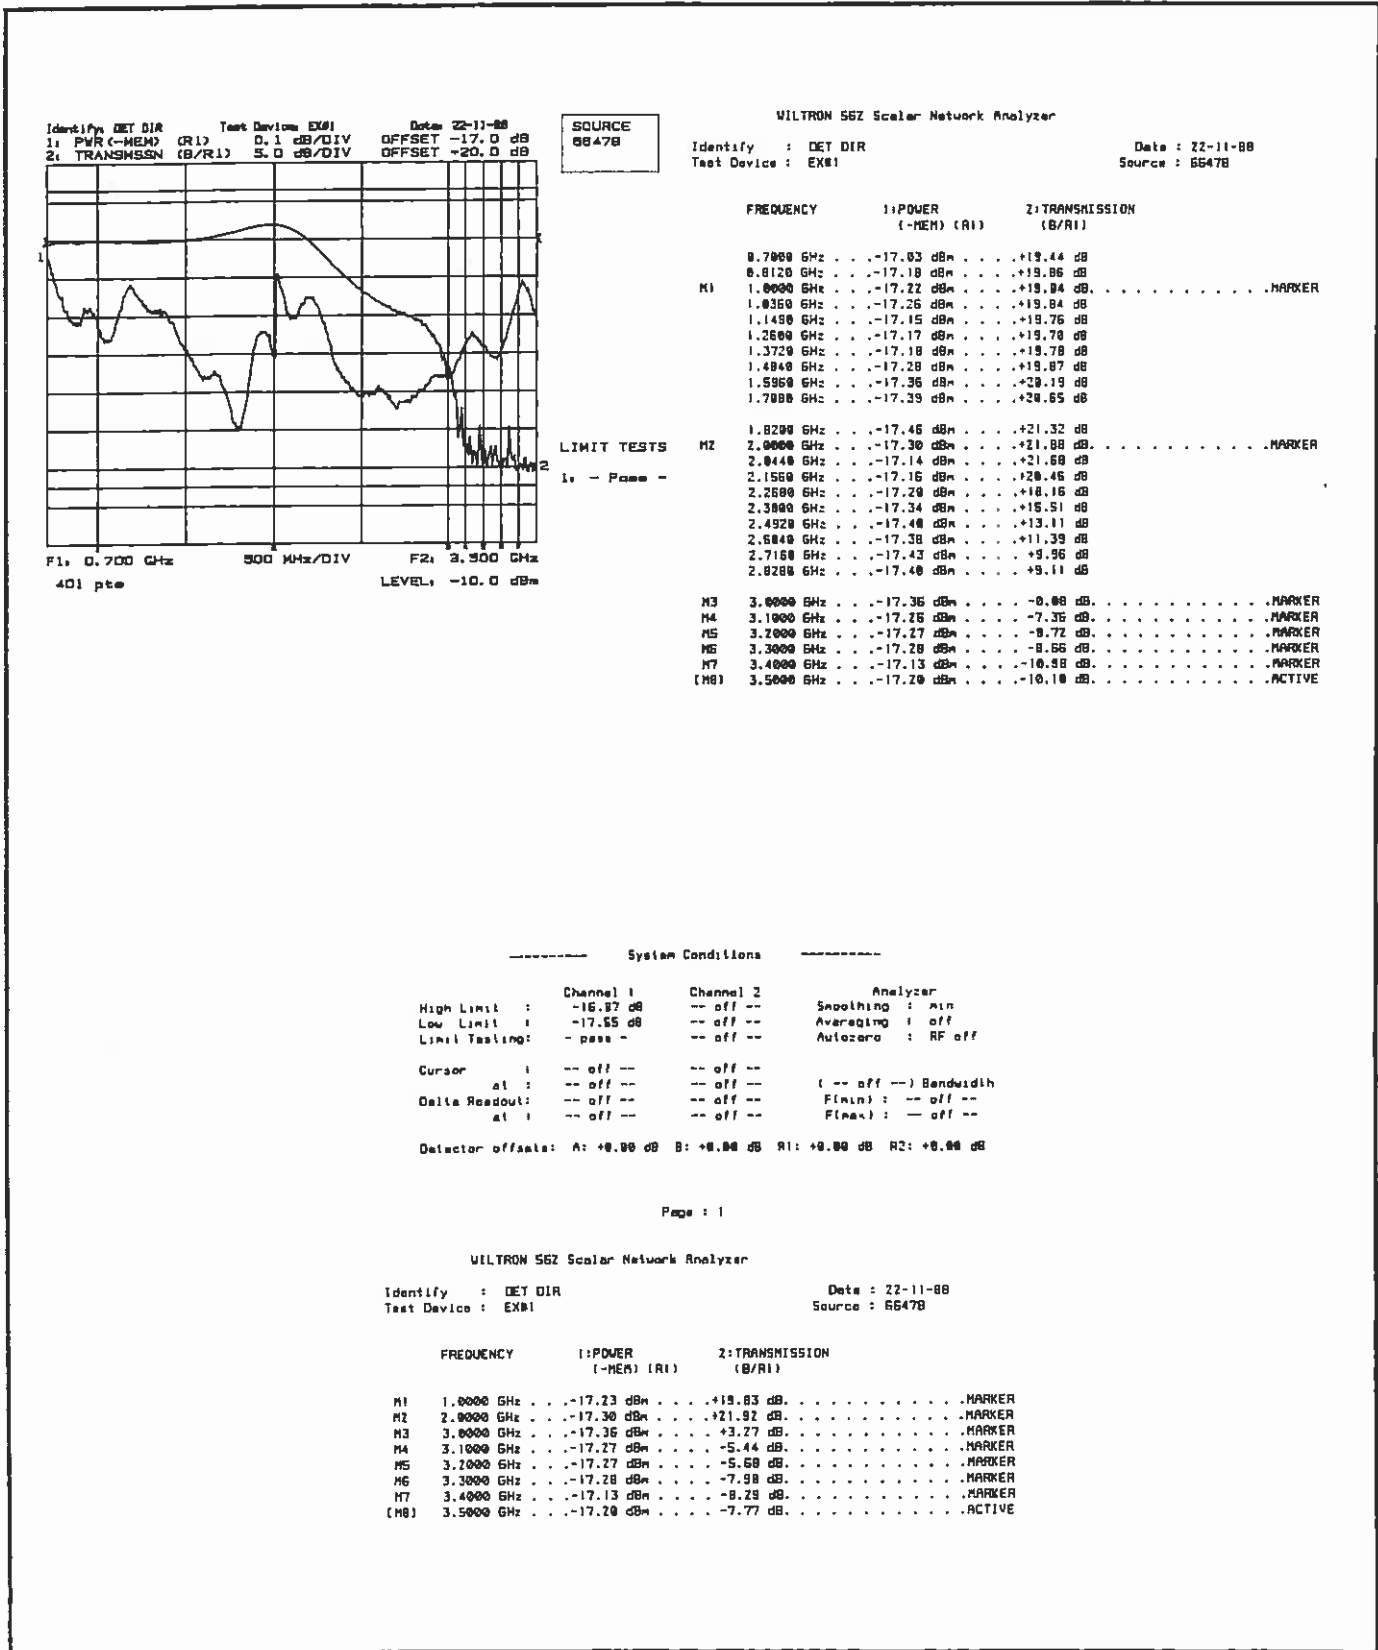 Identify: DET DIR Test Device: EX#1 Date: 22-11-88
1: PWR(-MEM) (R1) 0.1 dB/DIV OFFSET -17.0 dB
2: TRANSMSSN (B/R1) 5.0 dB/DIV OFFSET +20.0 dB
SOURCE
66478
1
2
LIMIT TESTS
1: - Pass -
F1: 0.700 GHz 500 MHz/DIV F2: 3.500 GHz
401 pts LEVEL: -10.0 dBm
WILTRON 562 Scalar Network Analyzer
Identify : DET DIR Date : 22-11-88
Test Device : EX#1 Source : 66478
FREQUENCY 1:POWER 2:TRANSMISSION
(-MEM) (R1) (B/R1)
0.7000 GHz . . .-17.03 dBm . . . .+19.44 dB
0.8120 GHz . . .-17.18 dBm . . . .+19.86 dB
M1 1.0000 GHz . . .-17.22 dBm . . . .+19.84 dB. . . . . . . . . . . .MARKER
1.0360 GHz . . .-17.26 dBm . . . .+19.84 dB
1.1480 GHz . . .-17.15 dBm . . . .+19.76 dB
1.2600 GHz . . .-17.17 dBm . . . .+19.70 dB
1.3720 GHz . . .-17.18 dBm . . . .+19.78 dB
1.4840 GHz . . .-17.28 dBm . . . .+19.87 dB
1.5960 GHz . . .-17.36 dBm . . . .+20.19 dB
1.7080 GHz . . .-17.39 dBm . . . .+20.65 dB
1.8200 GHz . . .-17.46 dBm . . . .+21.32 dB
M2 2.0000 GHz . . .-17.30 dBm . . . .+21.88 dB. . . . . . . . . . . .MARKER
2.0440 GHz . . .-17.14 dBm . . . .+21.68 dB
2.1560 GHz . . .-17.16 dBm . . . .+20.46 dB
2.2680 GHz . . .-17.20 dBm . . . .+18.16 dB
2.3800 GHz . . .-17.34 dBm . . . .+15.51 dB
2.4920 GHz . . .-17.40 dBm . . . .+13.11 dB
2.6040 GHz . . .-17.38 dBm . . . .+11.39 dB
2.7160 GHz . . .-17.43 dBm . . . . +9.96 dB
2.8280 GHz . . .-17.40 dBm . . . . +9.11 dB
M3 3.0000 GHz . . .-17.36 dBm . . . . -0.08 dB. . . . . . . . . . . .MARKER
M4 3.1000 GHz . . .-17.26 dBm . . . . -7.36 dB. . . . . . . . . . . .MARKER
M5 3.2000 GHz . . .-17.27 dBm . . . . -9.72 dB. . . . . . . . . . . .MARKER
M6 3.3000 GHz . . .-17.28 dBm . . . . -8.66 dB. . . . . . . . . . . .MARKER
M7 3.4000 GHz . . .-17.13 dBm . . . .-10.98 dB. . . . . . . . . . . .MARKER
[M8] 3.5000 GHz . . .-17.20 dBm . . . .-10.10 dB. . . . . . . . . . . .ACTIVE
---------- System Conditions ----------
Channel 1 Channel 2 Analyzer
High Limit : -16.87 dB -- off -- Smoothing : min
Low Limit : -17.55 dB -- off -- Averaging : off
Limit Testing: - pass - -- off -- Autozero : RF off
Cursor : -- off -- -- off --
at : -- off -- -- off -- ( -- off --) Bandwidth
Delta Readout: -- off -- -- off -- F(min) : -- off --
at : -- off -- -- off -- F(max) : -- off --
Detector offsets: A: +0.00 dB B: +0.00 dB R1: +0.00 dB R2: +0.00 dB
Page : 1
WILTRON 562 Scalar Network Analyzer
Identify : DET DIR Date : 22-11-88
Test Device : EX#1 Source : 66478
FREQUENCY 1:POWER 2:TRANSMISSION
(-MEM) (R1) (B/R1)
M1 1.0000 GHz . . .-17.23 dBm . . . .+19.83 dB. . . . . . . . . . . .MARKER
M2 2.0000 GHz . . .-17.30 dBm . . . .+21.92 dB. . . . . . . . . . . .MARKER
M3 3.0000 GHz . . .-17.36 dBm . . . . +3.27 dB. . . . . . . . . . . .MARKER
M4 3.1000 GHz . . .-17.27 dBm . . . . -5.44 dB. . . . . . . . . . . .MARKER
M5 3.2000 GHz . . .-17.27 dBm . . . . -5.68 dB. . . . . . . . . . . .MARKER
M6 3.3000 GHz . . .-17.28 dBm . . . . -7.98 dB. . . . . . . . . . . .MARKER
M7 3.4000 GHz . . .-17.13 dBm . . . . -8.29 dB. . . . . . . . . . . .MARKER
[M8] 3.5000 GHz . . .-17.20 dBm . . . . -7.77 dB. . . . . . . . . . . .ACTIVE